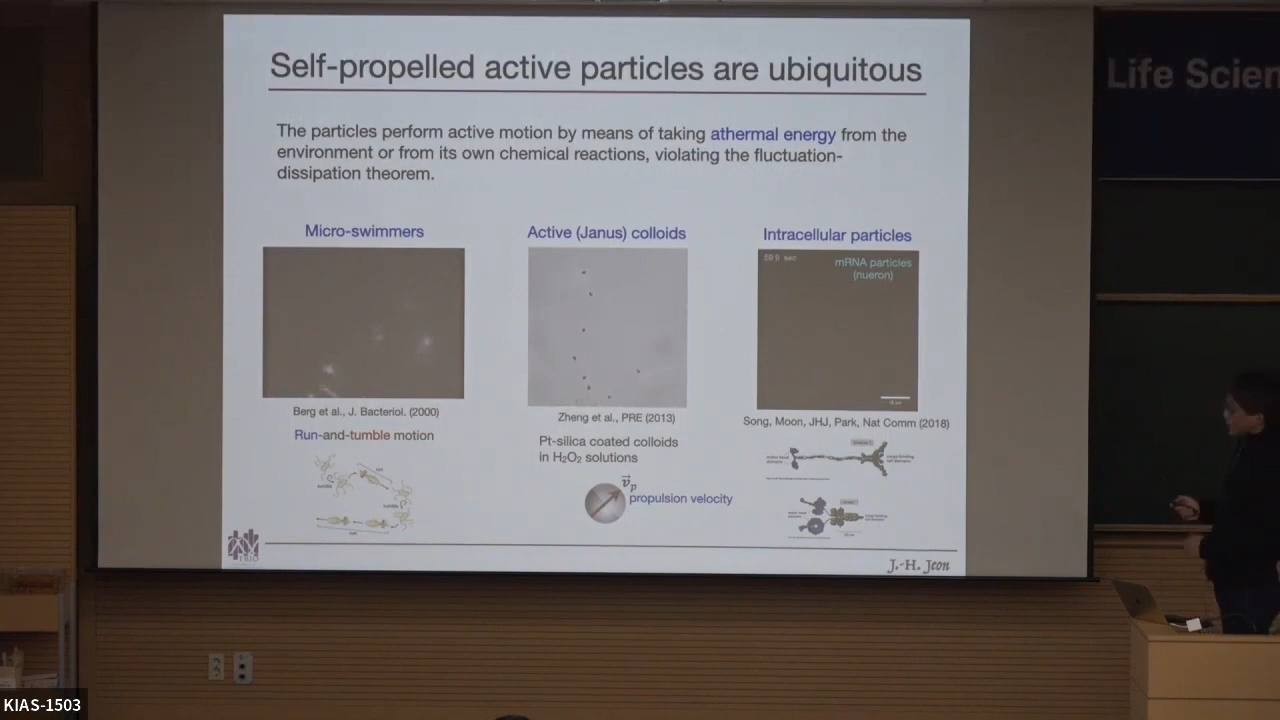 Self-propelled active particles are ubiquitous
Life Scien
The particles perform active motion by means of taking athermal energy from the
environment or from its own chemical reactions, violating the fluctuation-
dissipation theorem.
Micro-swimmers
Active (Janus) colloids
Intracellular particles
59.9 sec
mRNA particles
(nueron)
Berg et al., J. Bacteriol. (2000)
Zheng et al., PRE (2013)
Song, Moon, JHJ, Park, Nat Comm (2018)
Run-and-tumble motion
Pt-silica coated colloids
in H₂O₂ solutions
v⃗p
propulsion velocity
J.-H. Jeon
KIAS-1503